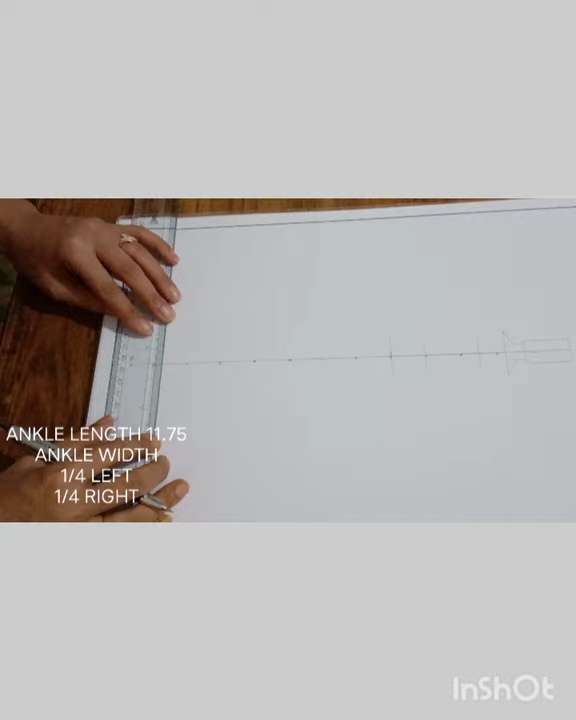 ANKLE LENGTH 11.75
ANKLE WIDTH
1/4 LEFT
1/4 RIGHT
InShOt